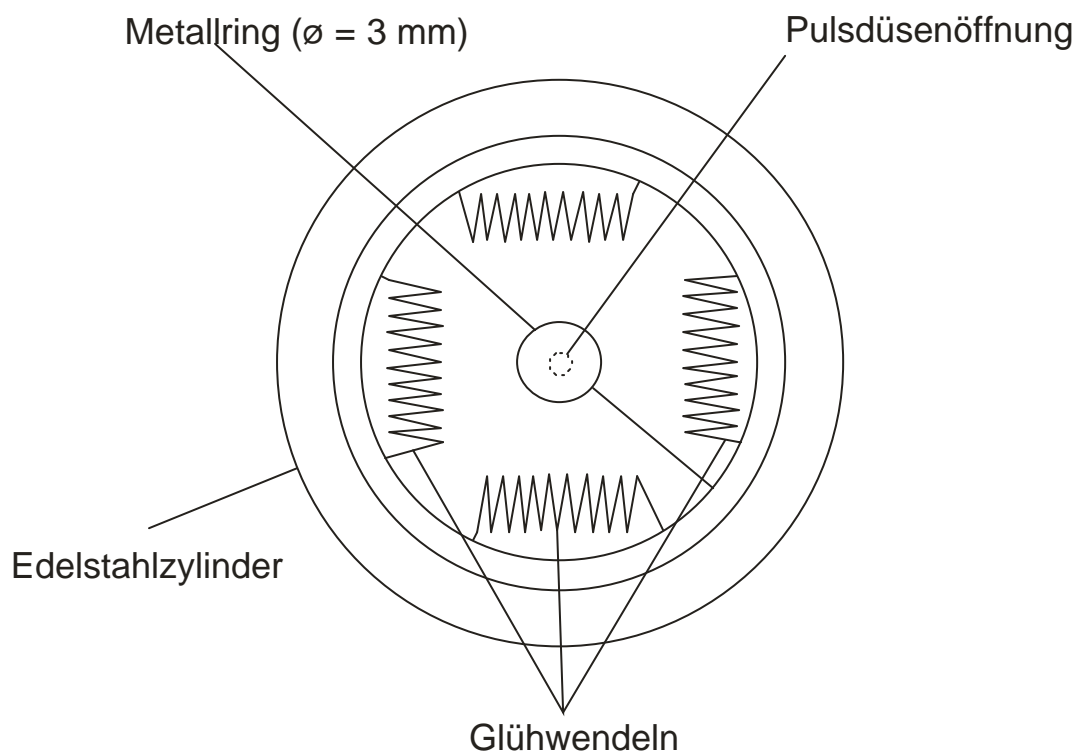 Metallring (ø = 3 mm)
Pulsdüsenöffnung
Edelstahlzylinder
Glühwendeln